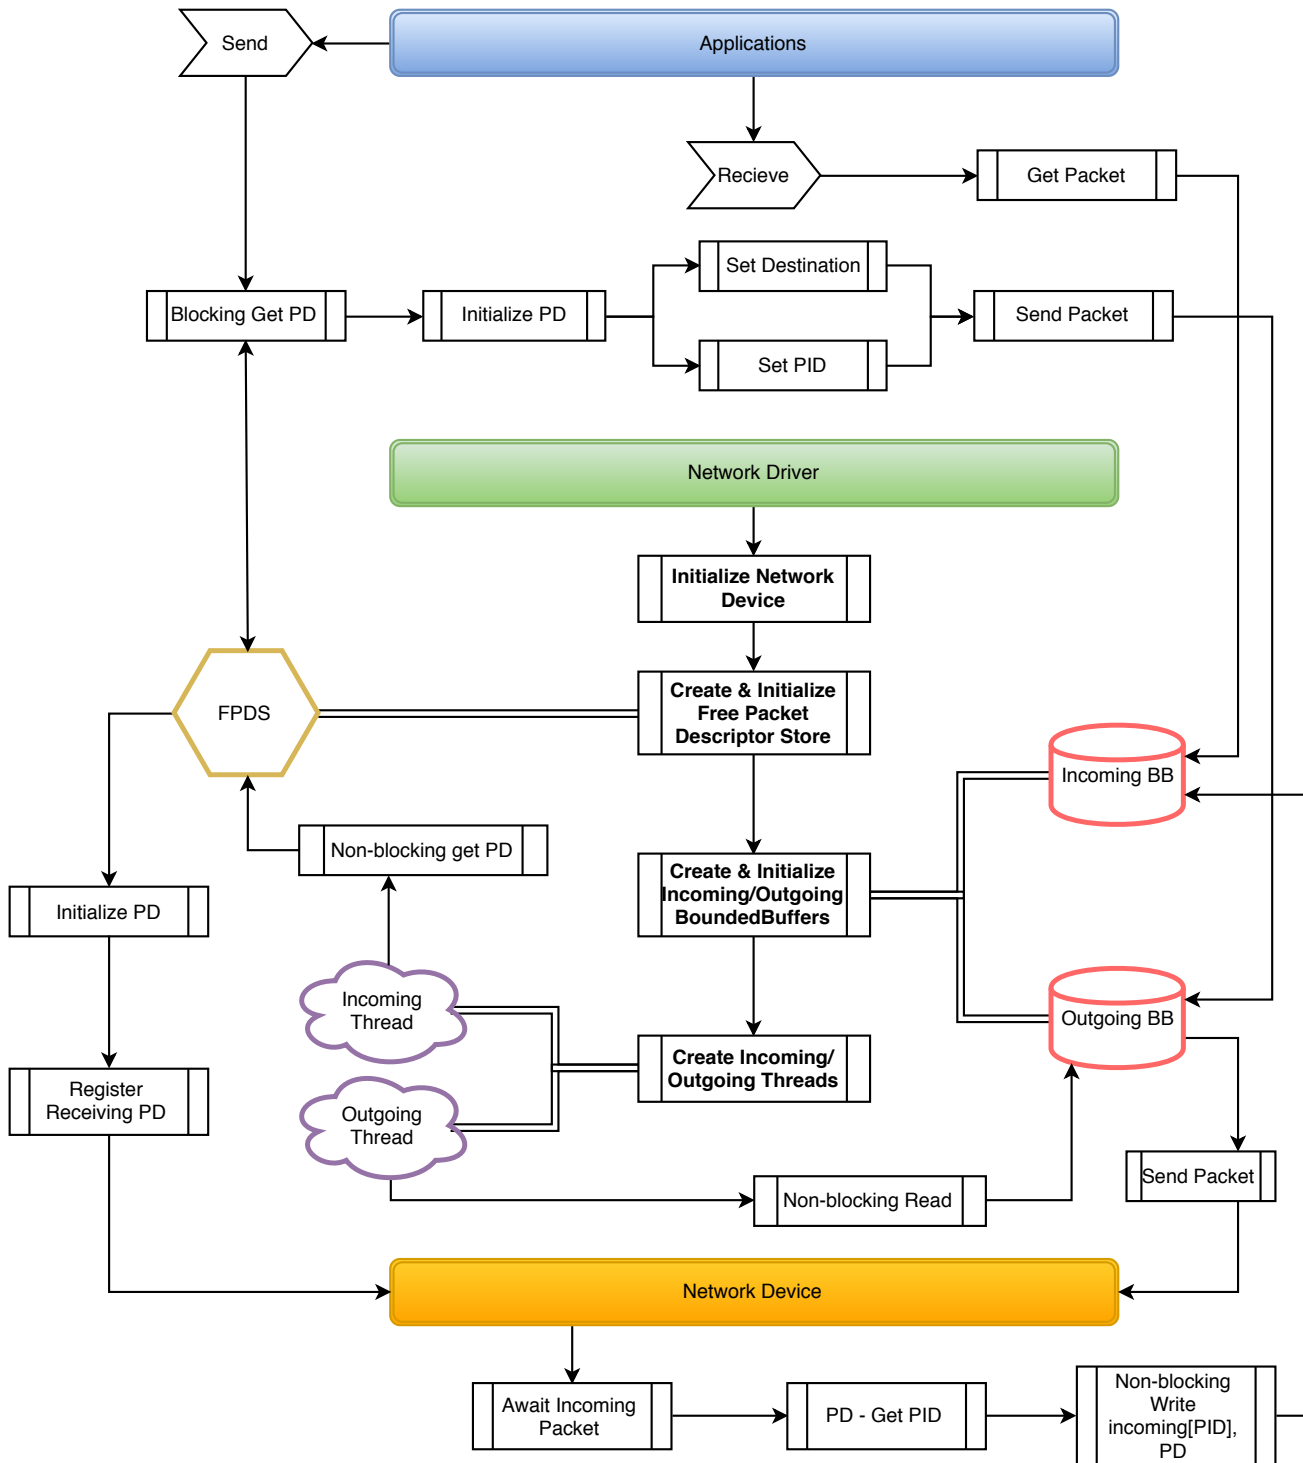 Send
Applications
Recieve
Get Packet
Set Destination
Blocking Get PD
Initialize PD
Send Packet
Set PID
Network Driver
Initialize Network
Device
Create & Initialize
Free Packet
Descriptor Store
FPDS
Incoming BB
Non-blocking get PD
Create & Initialize
Incoming/Outgoing
BoundedBuffers
Initialize PD
Incoming
Thread
Outgoing BB
Create Incoming/
Outgoing Threads
Register
Receiving PD
Outgoing
Thread
Send Packet
Non-blocking Read
Network Device
Await Incoming
Packet
PD - Get PID
Non-blocking
Write
incoming[PID],
PD